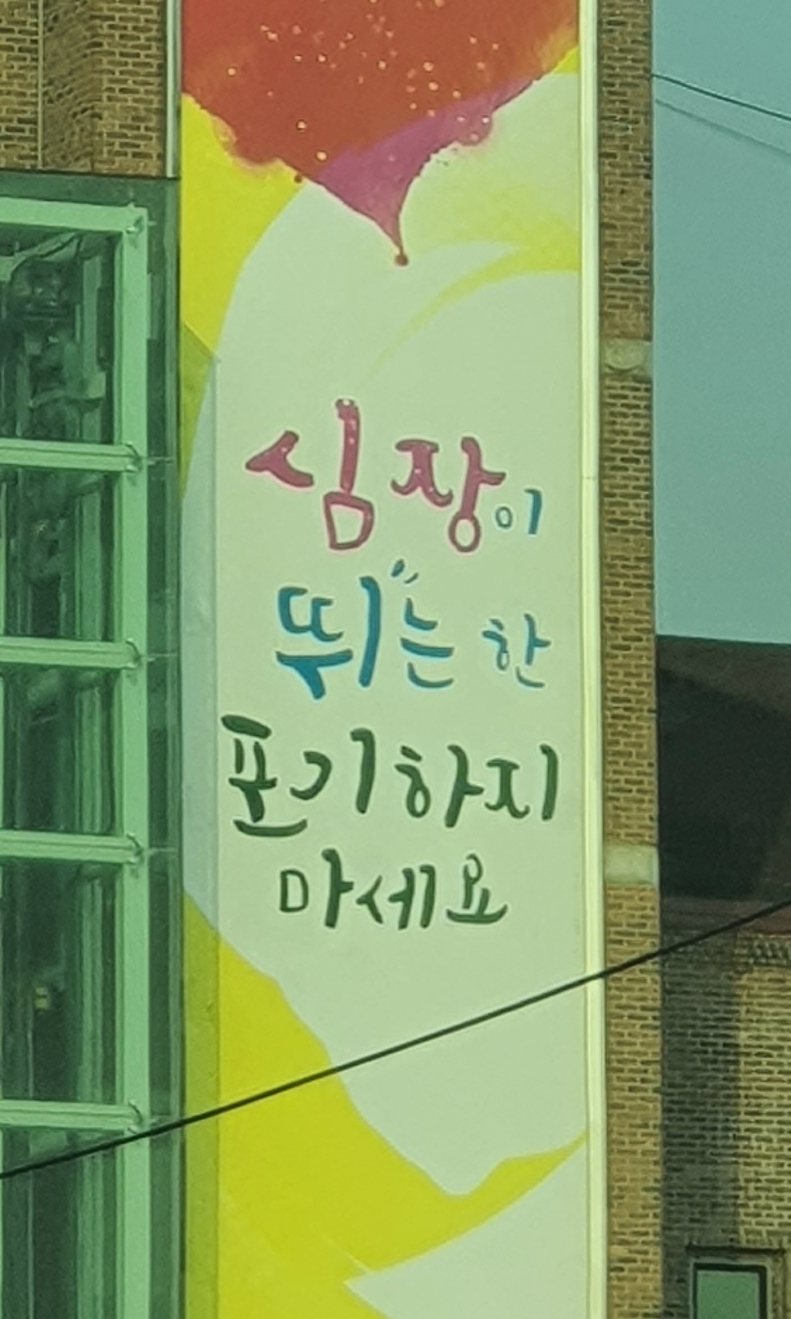 심장이
뛰는 한
포기하지
마세요